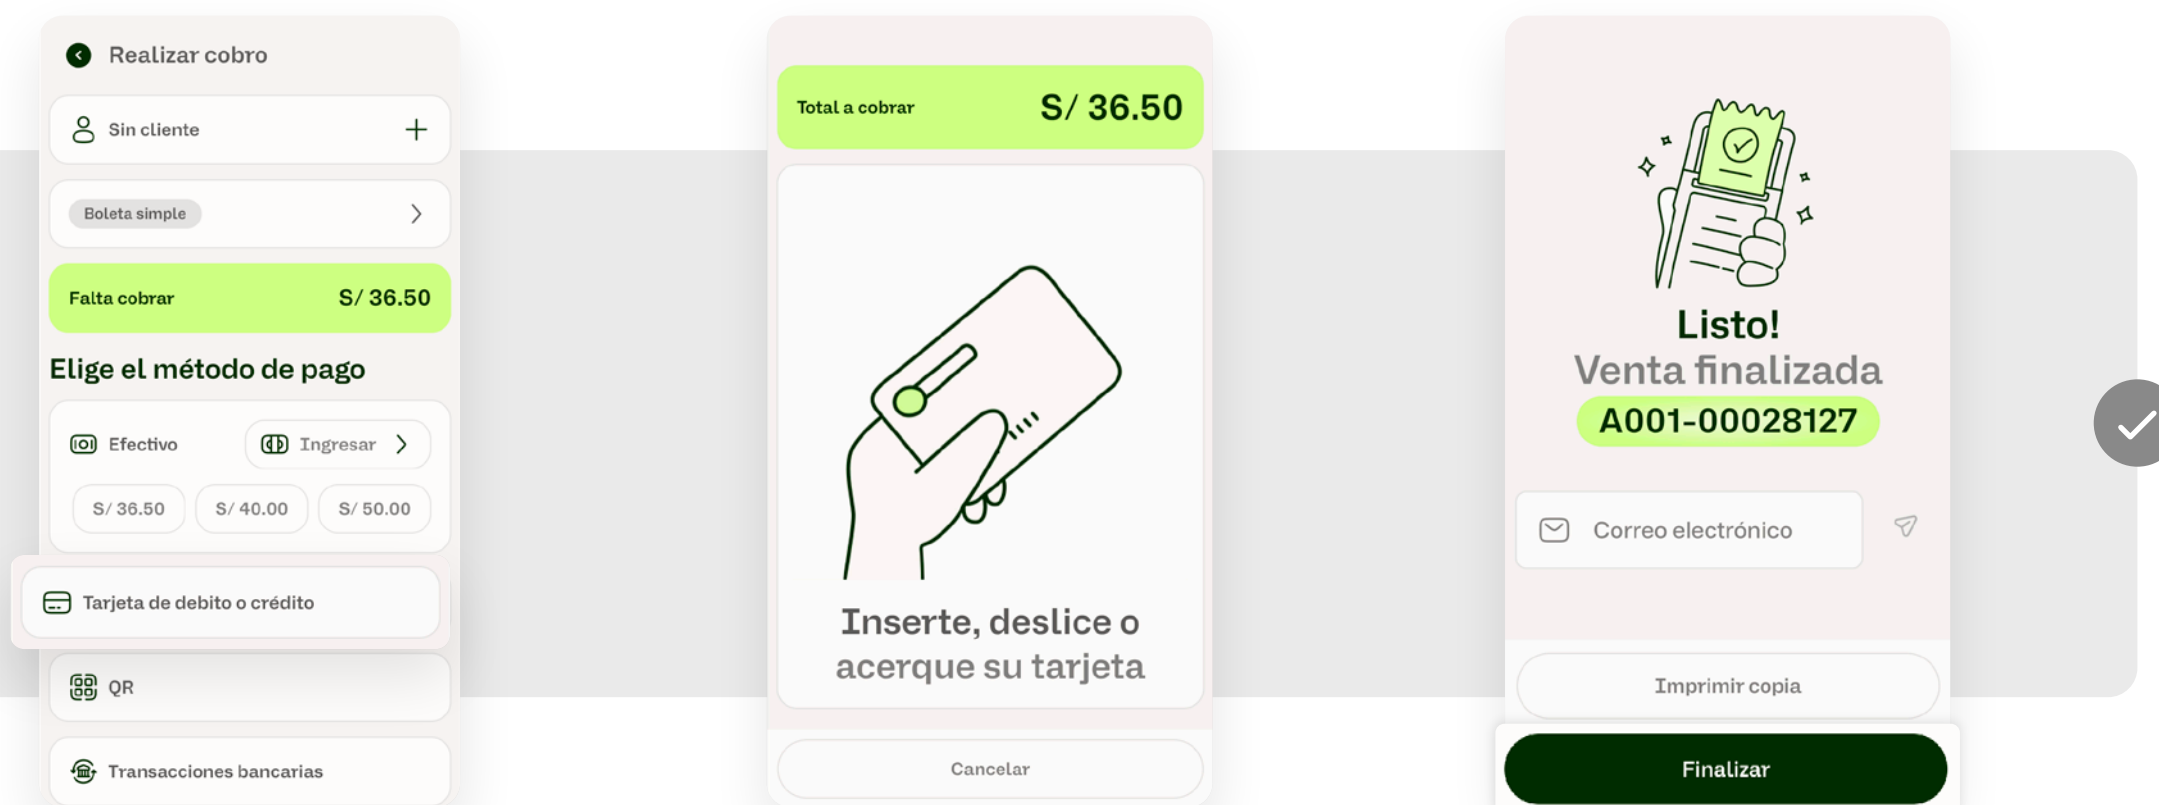 Realizar cobro
Sin cliente
Boleta simple
Falta cobrar S/ 36.50
Elige el método de pago
Efectivo Ingresar
S/ 36.50 S/ 40.00 S/ 50.00
Tarjeta de debito o crédito
QR
Transacciones bancarias
Total a cobrar S/ 36.50
Inserte, deslice o
acerque su tarjeta
Cancelar
Listo!
Venta finalizada
A001-00028127
Correo electrónico
Imprimir copia
Finalizar